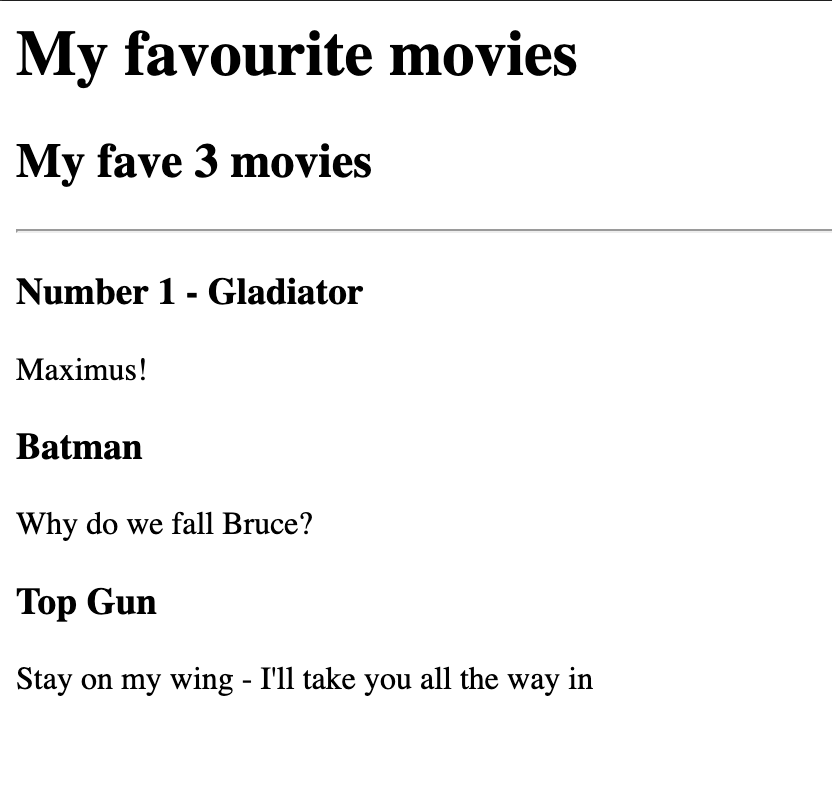 My favourite movies
My fave 3 movies
Number 1 - Gladiator
Maximus!
Batman
Why do we fall Bruce?
Top Gun
Stay on my wing - I'll take you all the way in